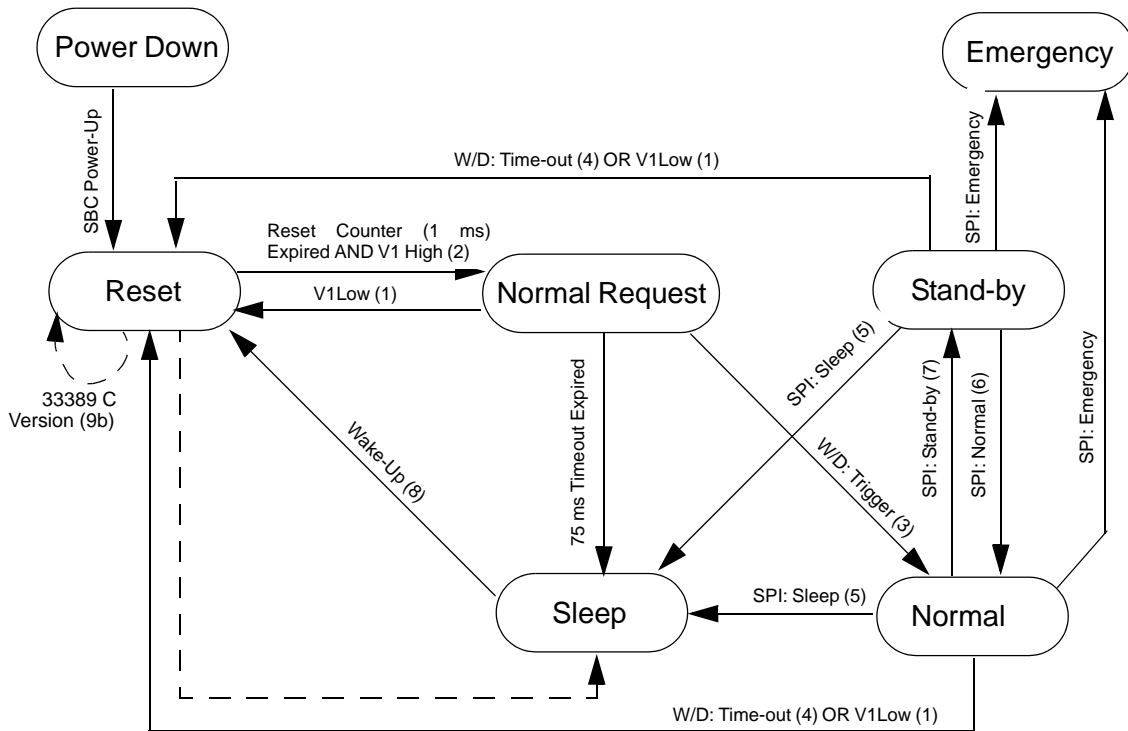 Power Down
Emergency
SBC Power-Up
W/D: Time-out (4) OR V1Low (1)
SPI: Emergency
Reset Counter (1 ms)
Expired AND V1 High (2)
Reset
V1Low (1)
Normal Request
Stand-by
33389 C
Version (9b)
Wake-Up (8)
75 ms Timeout Expired
SPI: Sleep (5)
W/D: Trigger (3)
SPI: Stand-by (7)
SPI: Normal (6)
SPI: Emergency
Sleep
SPI: Sleep (5)
Normal
W/D: Time-out (4) OR V1Low (1)